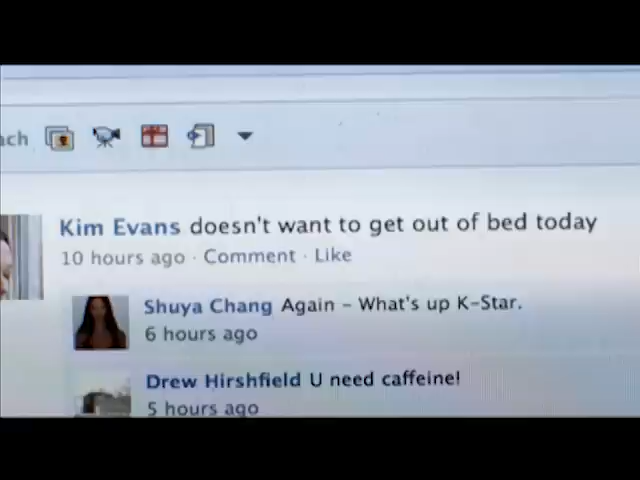 ach
Kim Evans doesn't want to get out of bed today
10 hours ago · Comment · Like
Shuya Chang Again – What's up K-Star.
6 hours ago
Drew Hirshfield U need caffeine!
5 hours ago